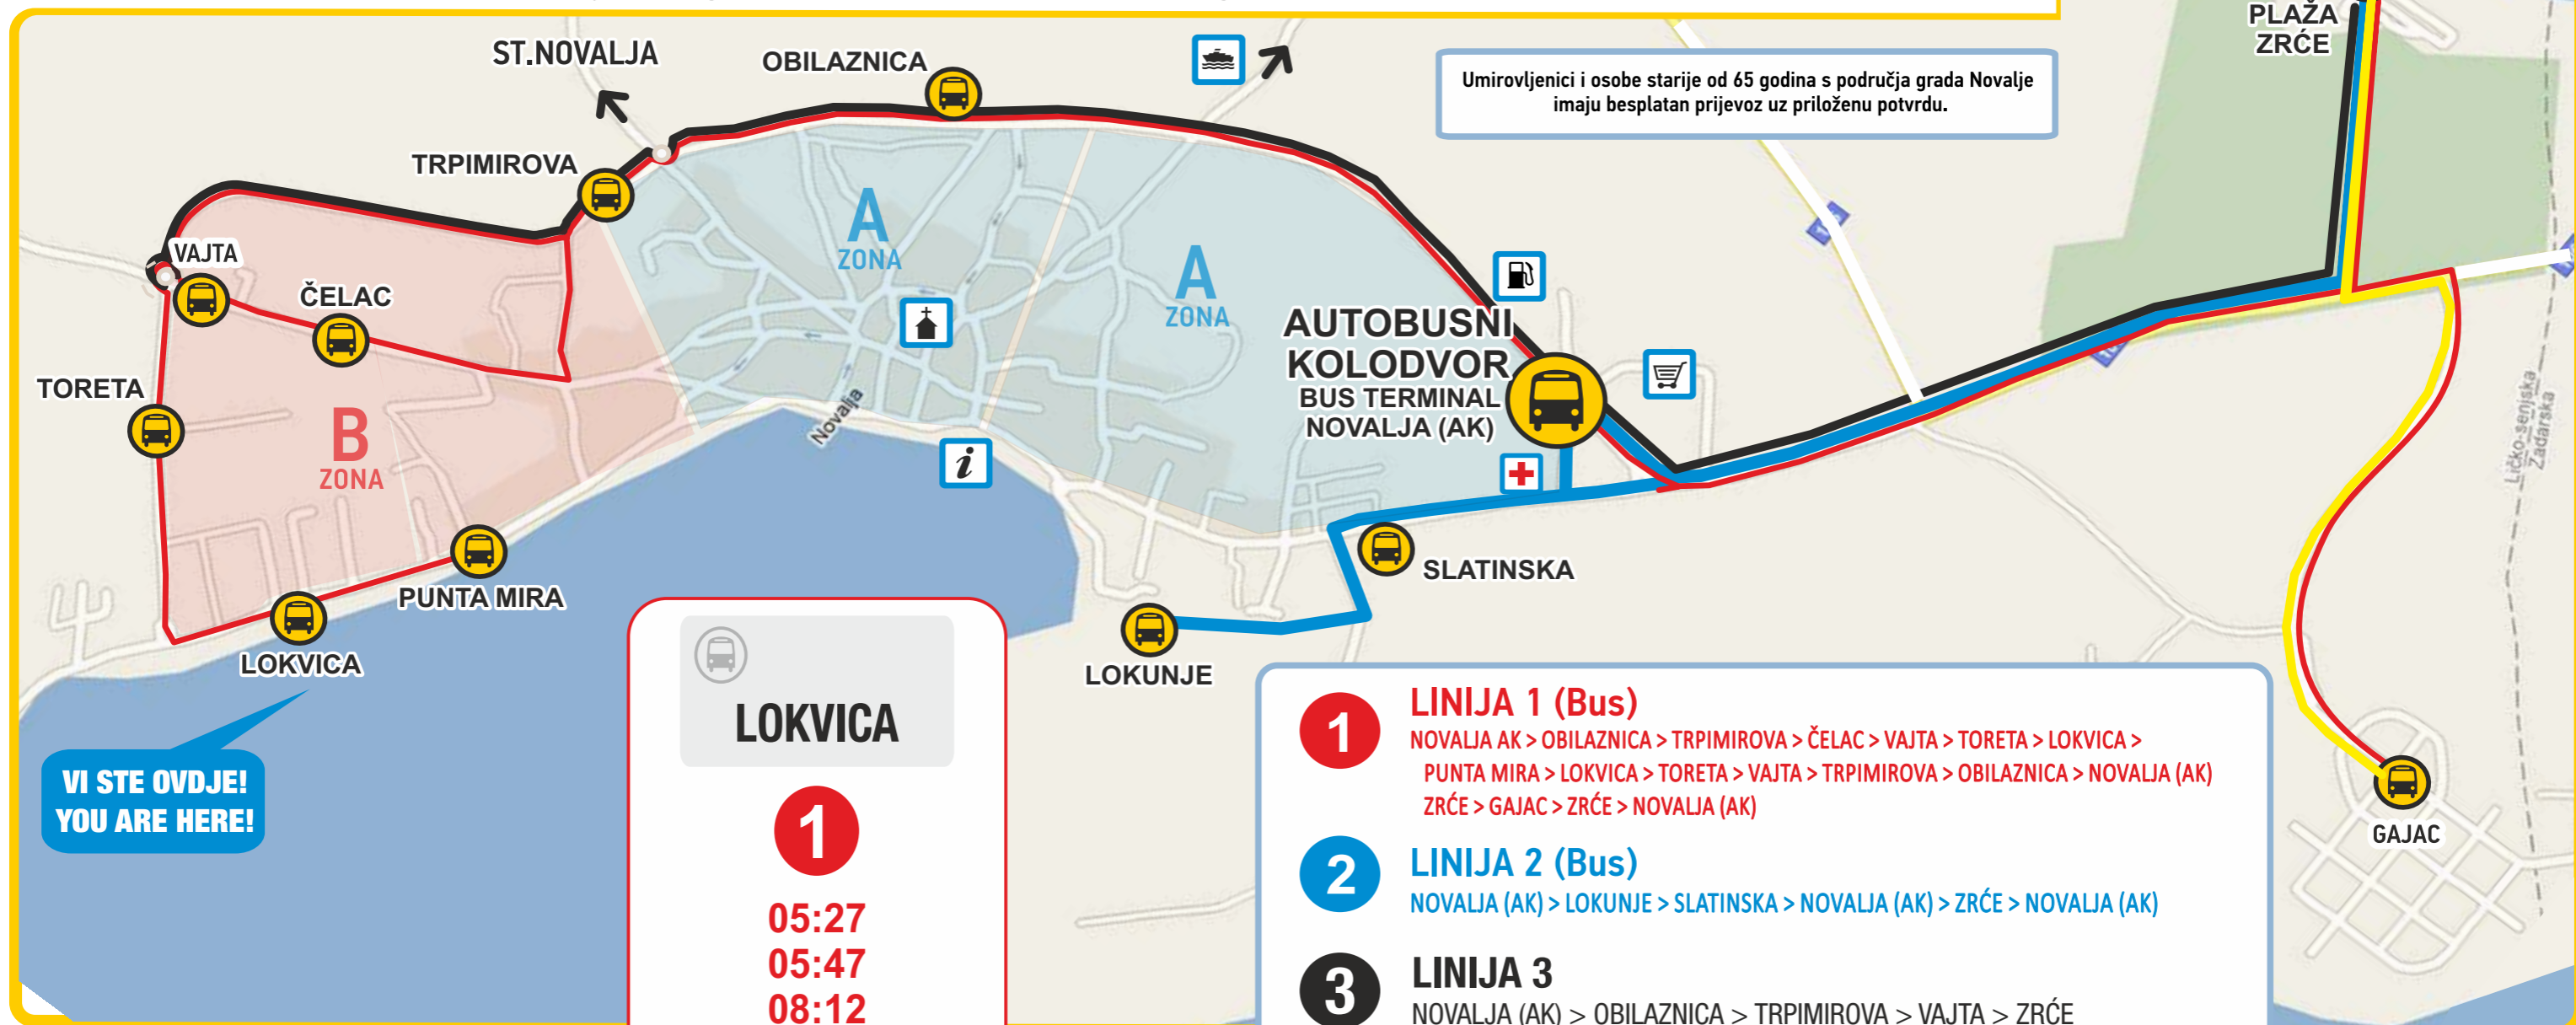 PLAŽA
ZRĆE
ST.NOVALJA
OBILAZNICA
Umirovljenici i osobe starije od 65 godina s područja grada Novalje
imaju besplatan prijevoz uz priloženu potvrdu.
TRPIMIROVA
A
ZONA
VAJTA
A
ZONA
ČELAC
AUTOBUSNI
KOLODVOR
BUS TERMINAL
NOVALJA (AK)
TORETA
B
ZONA
Novalja
i
Ličko-senjska
Zadarska
SLATINSKA
PUNTA MIRA
LOKVICA
LOKUNJE
VI STE OVDJE!
YOU ARE HERE!
LOKVICA
1
05:27
05:47
08:12
1
LINIJA 1 (Bus)
NOVALJA AK > OBILAZNICA > TRPIMIROVA > ČELAC > VAJTA > TORETA > LOKVICA >
PUNTA MIRA > LOKVICA > TORETA > VAJTA > TRPIMIROVA > OBILAZNICA > NOVALJA (AK)
ZRĆE > GAJAC > ZRĆE > NOVALJA (AK)
2
LINIJA 2 (Bus)
NOVALJA (AK) > LOKUNJE > SLATINSKA > NOVALJA (AK) > ZRĆE > NOVALJA (AK)
3
LINIJA 3
NOVALJA (AK) > OBILAZNICA > TRPIMIROVA > VAJTA > ZRĆE
GAJAC